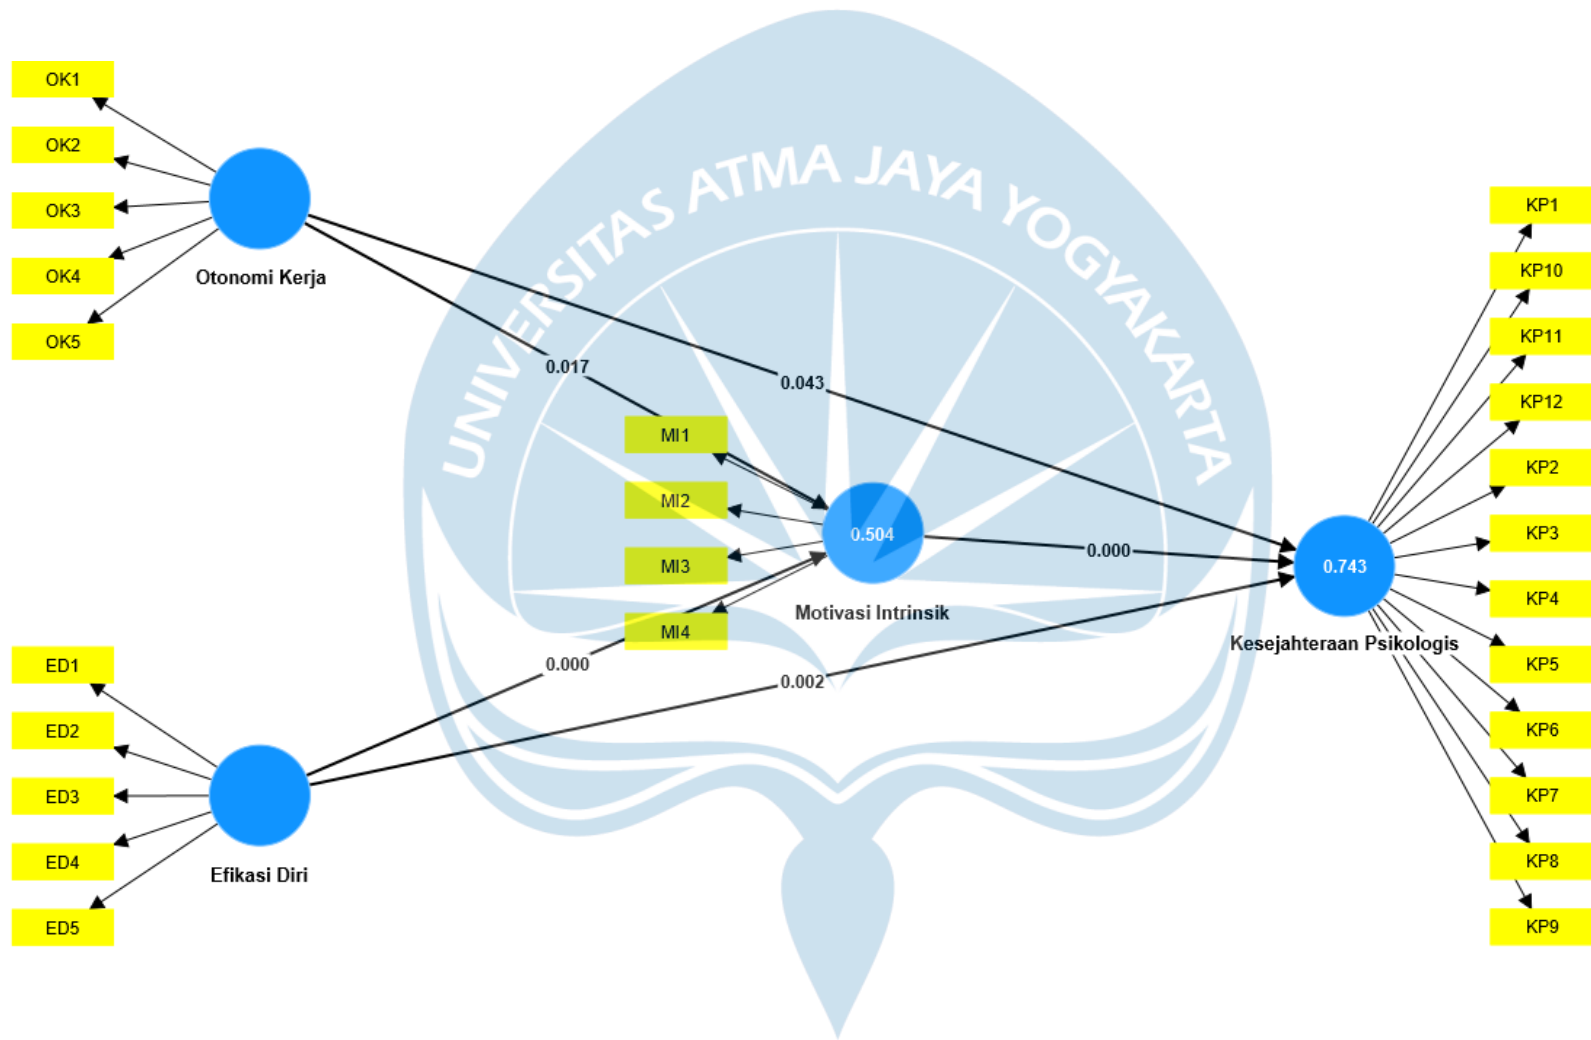 UNIVERSITAS ATMA JAYA YOGYAKARTA
OK1
OK2
OK3
OK4
OK5
Otonomi Kerja
0.017
0.043
MI1
MI2
MI3
MI4
0.504
Motivasi Intrinsik
0.000
0.000
0.002
ED1
ED2
ED3
ED4
ED5
Efikasi Diri
0.743
Kesejahteraan Psikologis
KP1
KP10
KP11
KP12
KP2
KP3
KP4
KP5
KP6
KP7
KP8
KP9